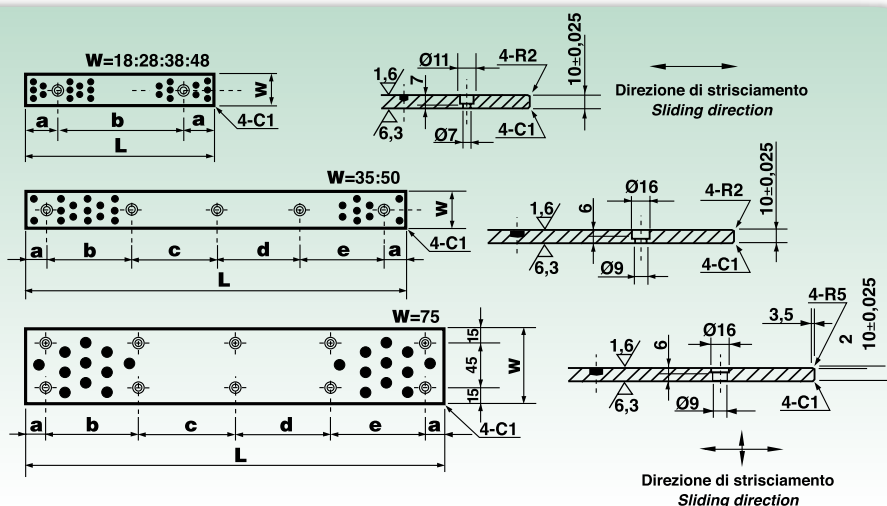 W=18:28:38:48
W
a
b
a
4-C1
L
1,6
7
Ø11
4-R2
10±0,025
6,3
Ø7
4-C1
Direzione di strisciamento
Sliding direction
W=35:50
W
a
b
c
d
e
a
4-C1
L
1,6
6
Ø16
4-R2
10±0,025
6,3
Ø9
4-C1
W=75
15
45
15
W
a
b
c
d
e
a
4-C1
L
1,6
6
Ø16
4-R5
3,5
2
10±0,025
6,3
Ø9
4-C1
Direzione di strisciamento
Sliding direction